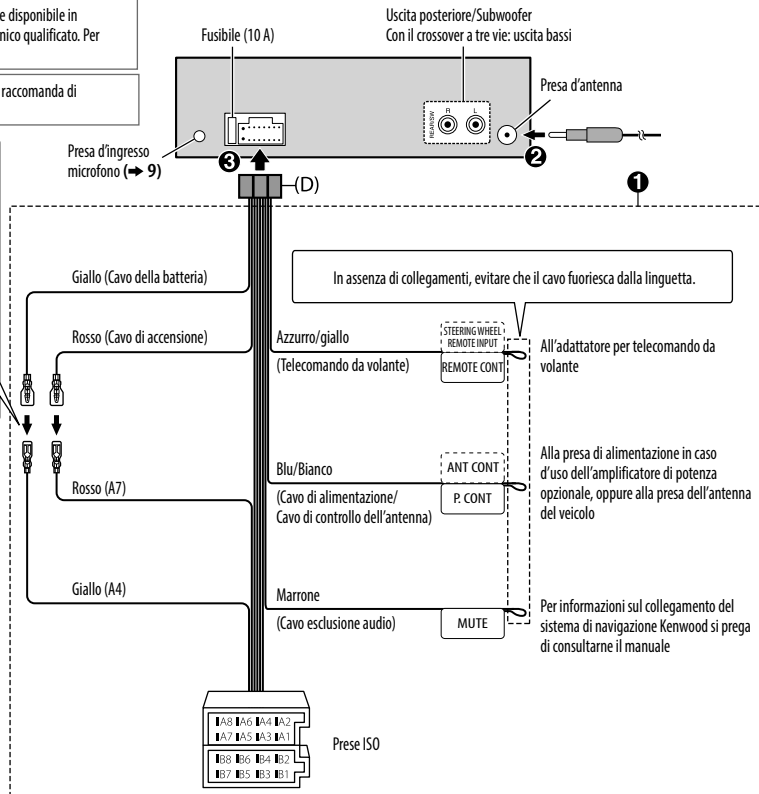 e disponibile in
nico qualificato. Per
raccomanda di
Fusibile (10 A)
Uscita posteriore/Subwoofer
Con il crossover a tre vie: uscita bassi
Presa d'antenna
REAR/SW
R L
Presa d'ingresso
microfono (➜ 9)
3
2
(D)
1
In assenza di collegamenti, evitare che il cavo fuoriesca dalla linguetta.
Giallo (Cavo della batteria)
Rosso (Cavo di accensione)
Azzurro/giallo
(Telecomando da volante)
STEERING WHEEL
REMOTE INPUT
REMOTE CONT
All'adattatore per telecomando da
volante
Rosso (A7)
Blu/Bianco
(Cavo di alimentazione/
Cavo di controllo dell'antenna)
ANT CONT
P. CONT
Alla presa di alimentazione in caso
d'uso dell'amplificatore di potenza
opzionale, oppure alla presa dell'antenna
del veicolo
Giallo (A4)
Marrone
(Cavo esclusione audio)
MUTE
Per informazioni sul collegamento del
sistema di navigazione Kenwood si prega
di consultarne il manuale
A8 A6 A4 A2
A7 A5 A3 A1
B8 B6 B4 B2
B7 B5 B3 B1
Prese ISO